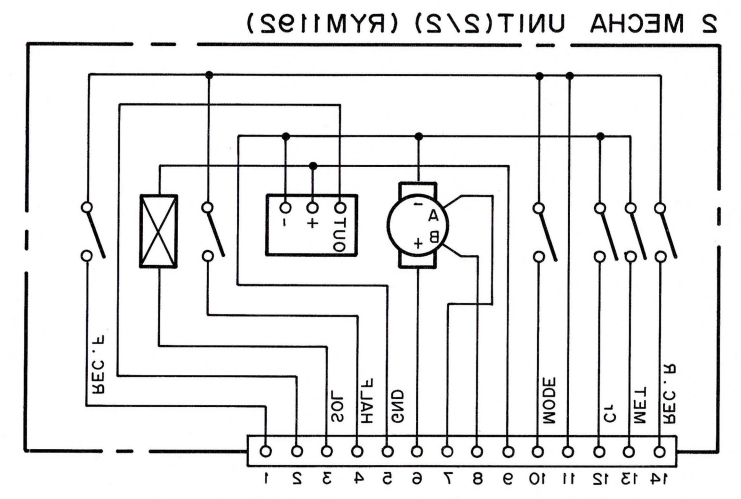 2 MECHA UNIT(2/2) (RYM1192)
- + OUT
- A B +
REC.F
SOL
HALF
GND
MODE
Cr
MET
REC.R
1 2 3 4 5 6 7 8 9 10 11 12 13 14